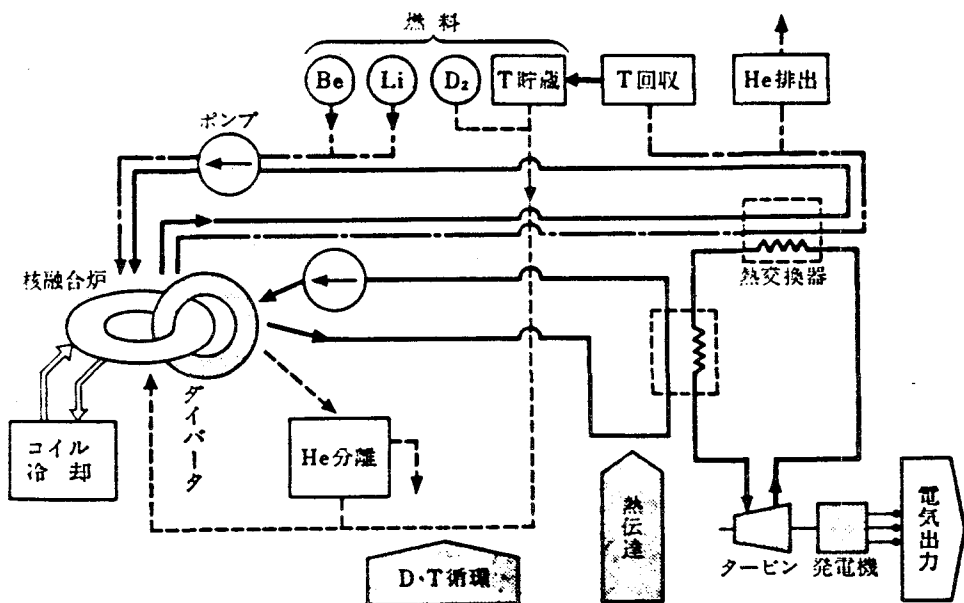 燃料
Be
Li
D₂
T貯蔵
T回収
He排出
ポンプ
核融合炉
熱交換器
ダイバータ
コイル
冷却
He分離
熱伝達
D・T循環
タービン
発電機
電気出力